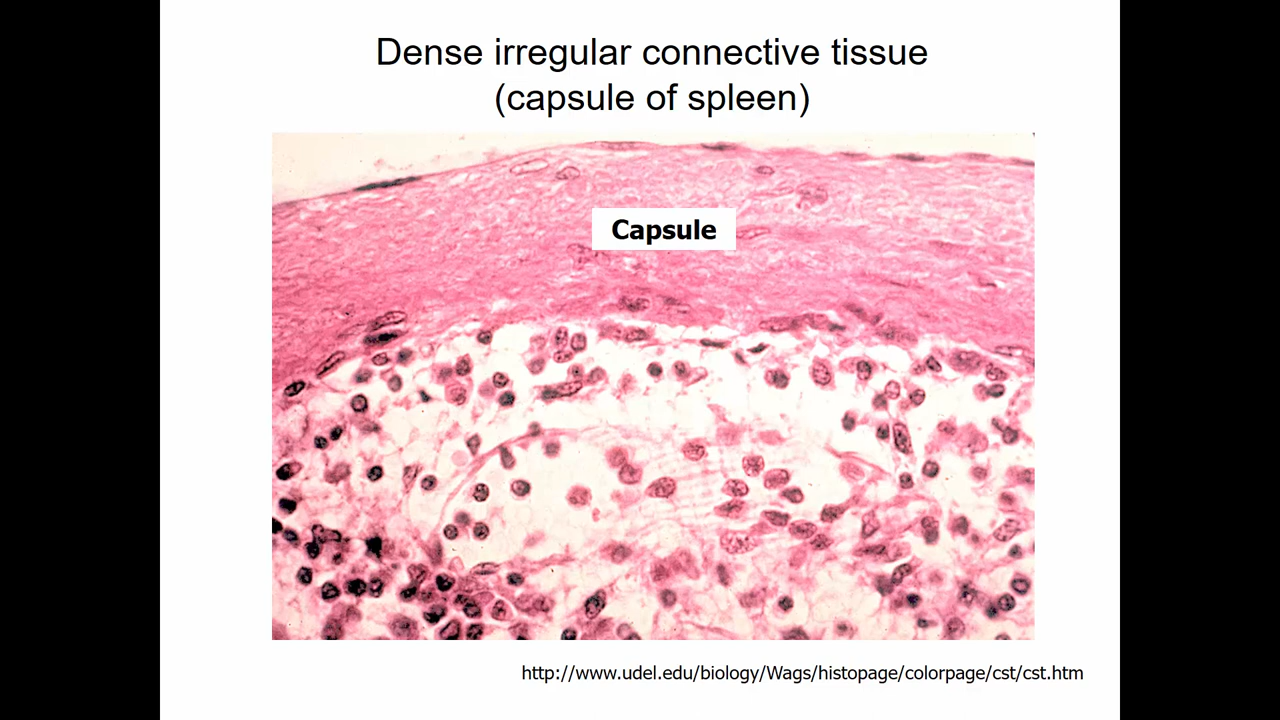 Dense irregular connective tissue
(capsule of spleen)
Capsule
http://www.udel.edu/biology/Wags/histopage/colorpage/cst/cst.htm